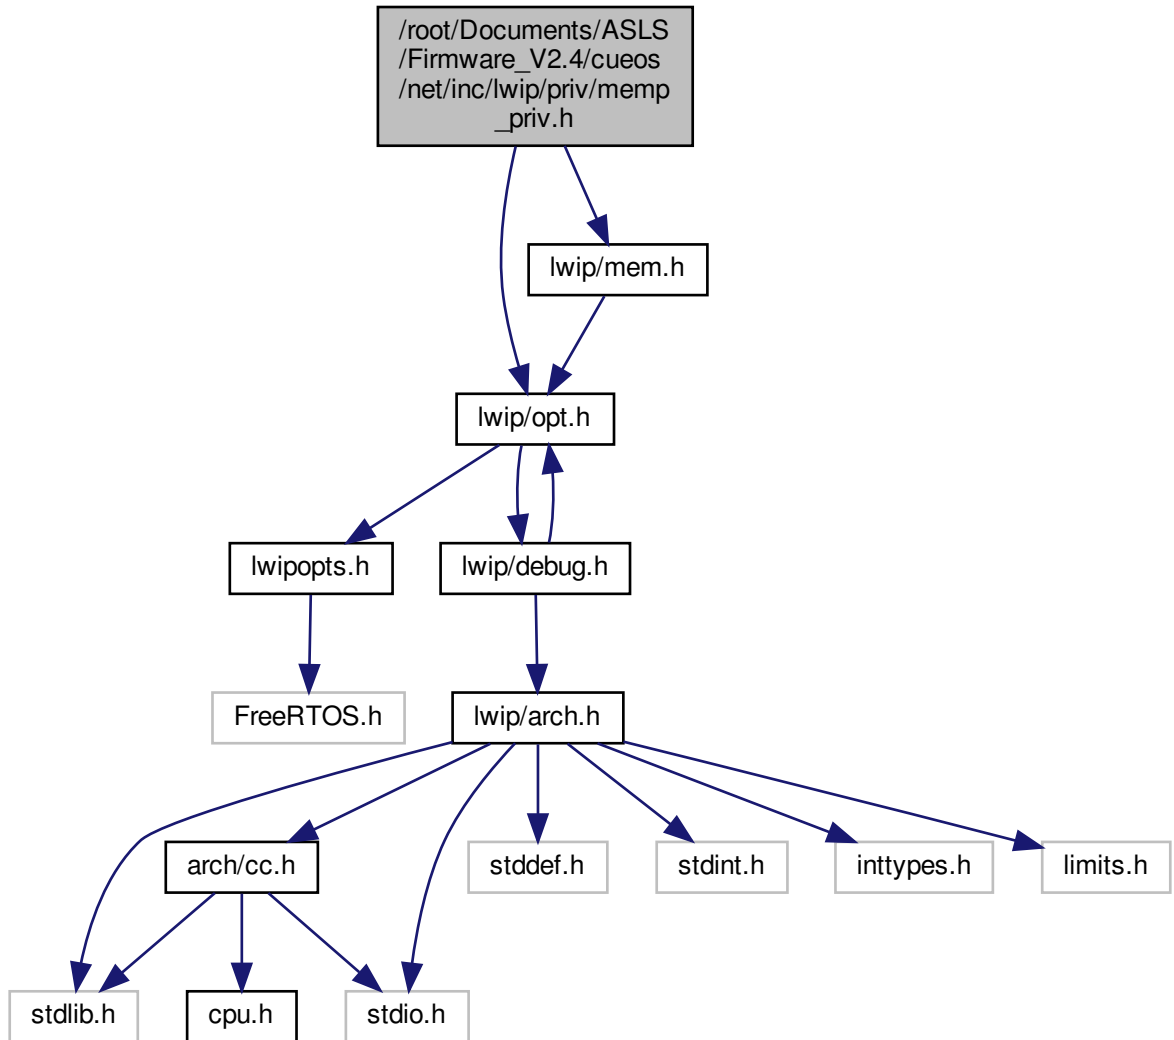 /root/Documents/ASLS
/Firmware_V2.4/cueos
/net/inc/lwip/priv/memp
_priv.h
lwip/mem.h
lwip/opt.h
lwipopts.h
lwip/debug.h
FreeRTOS.h
lwip/arch.h
arch/cc.h
stddef.h
stdint.h
inttypes.h
limits.h
stdlib.h
cpu.h
stdio.h